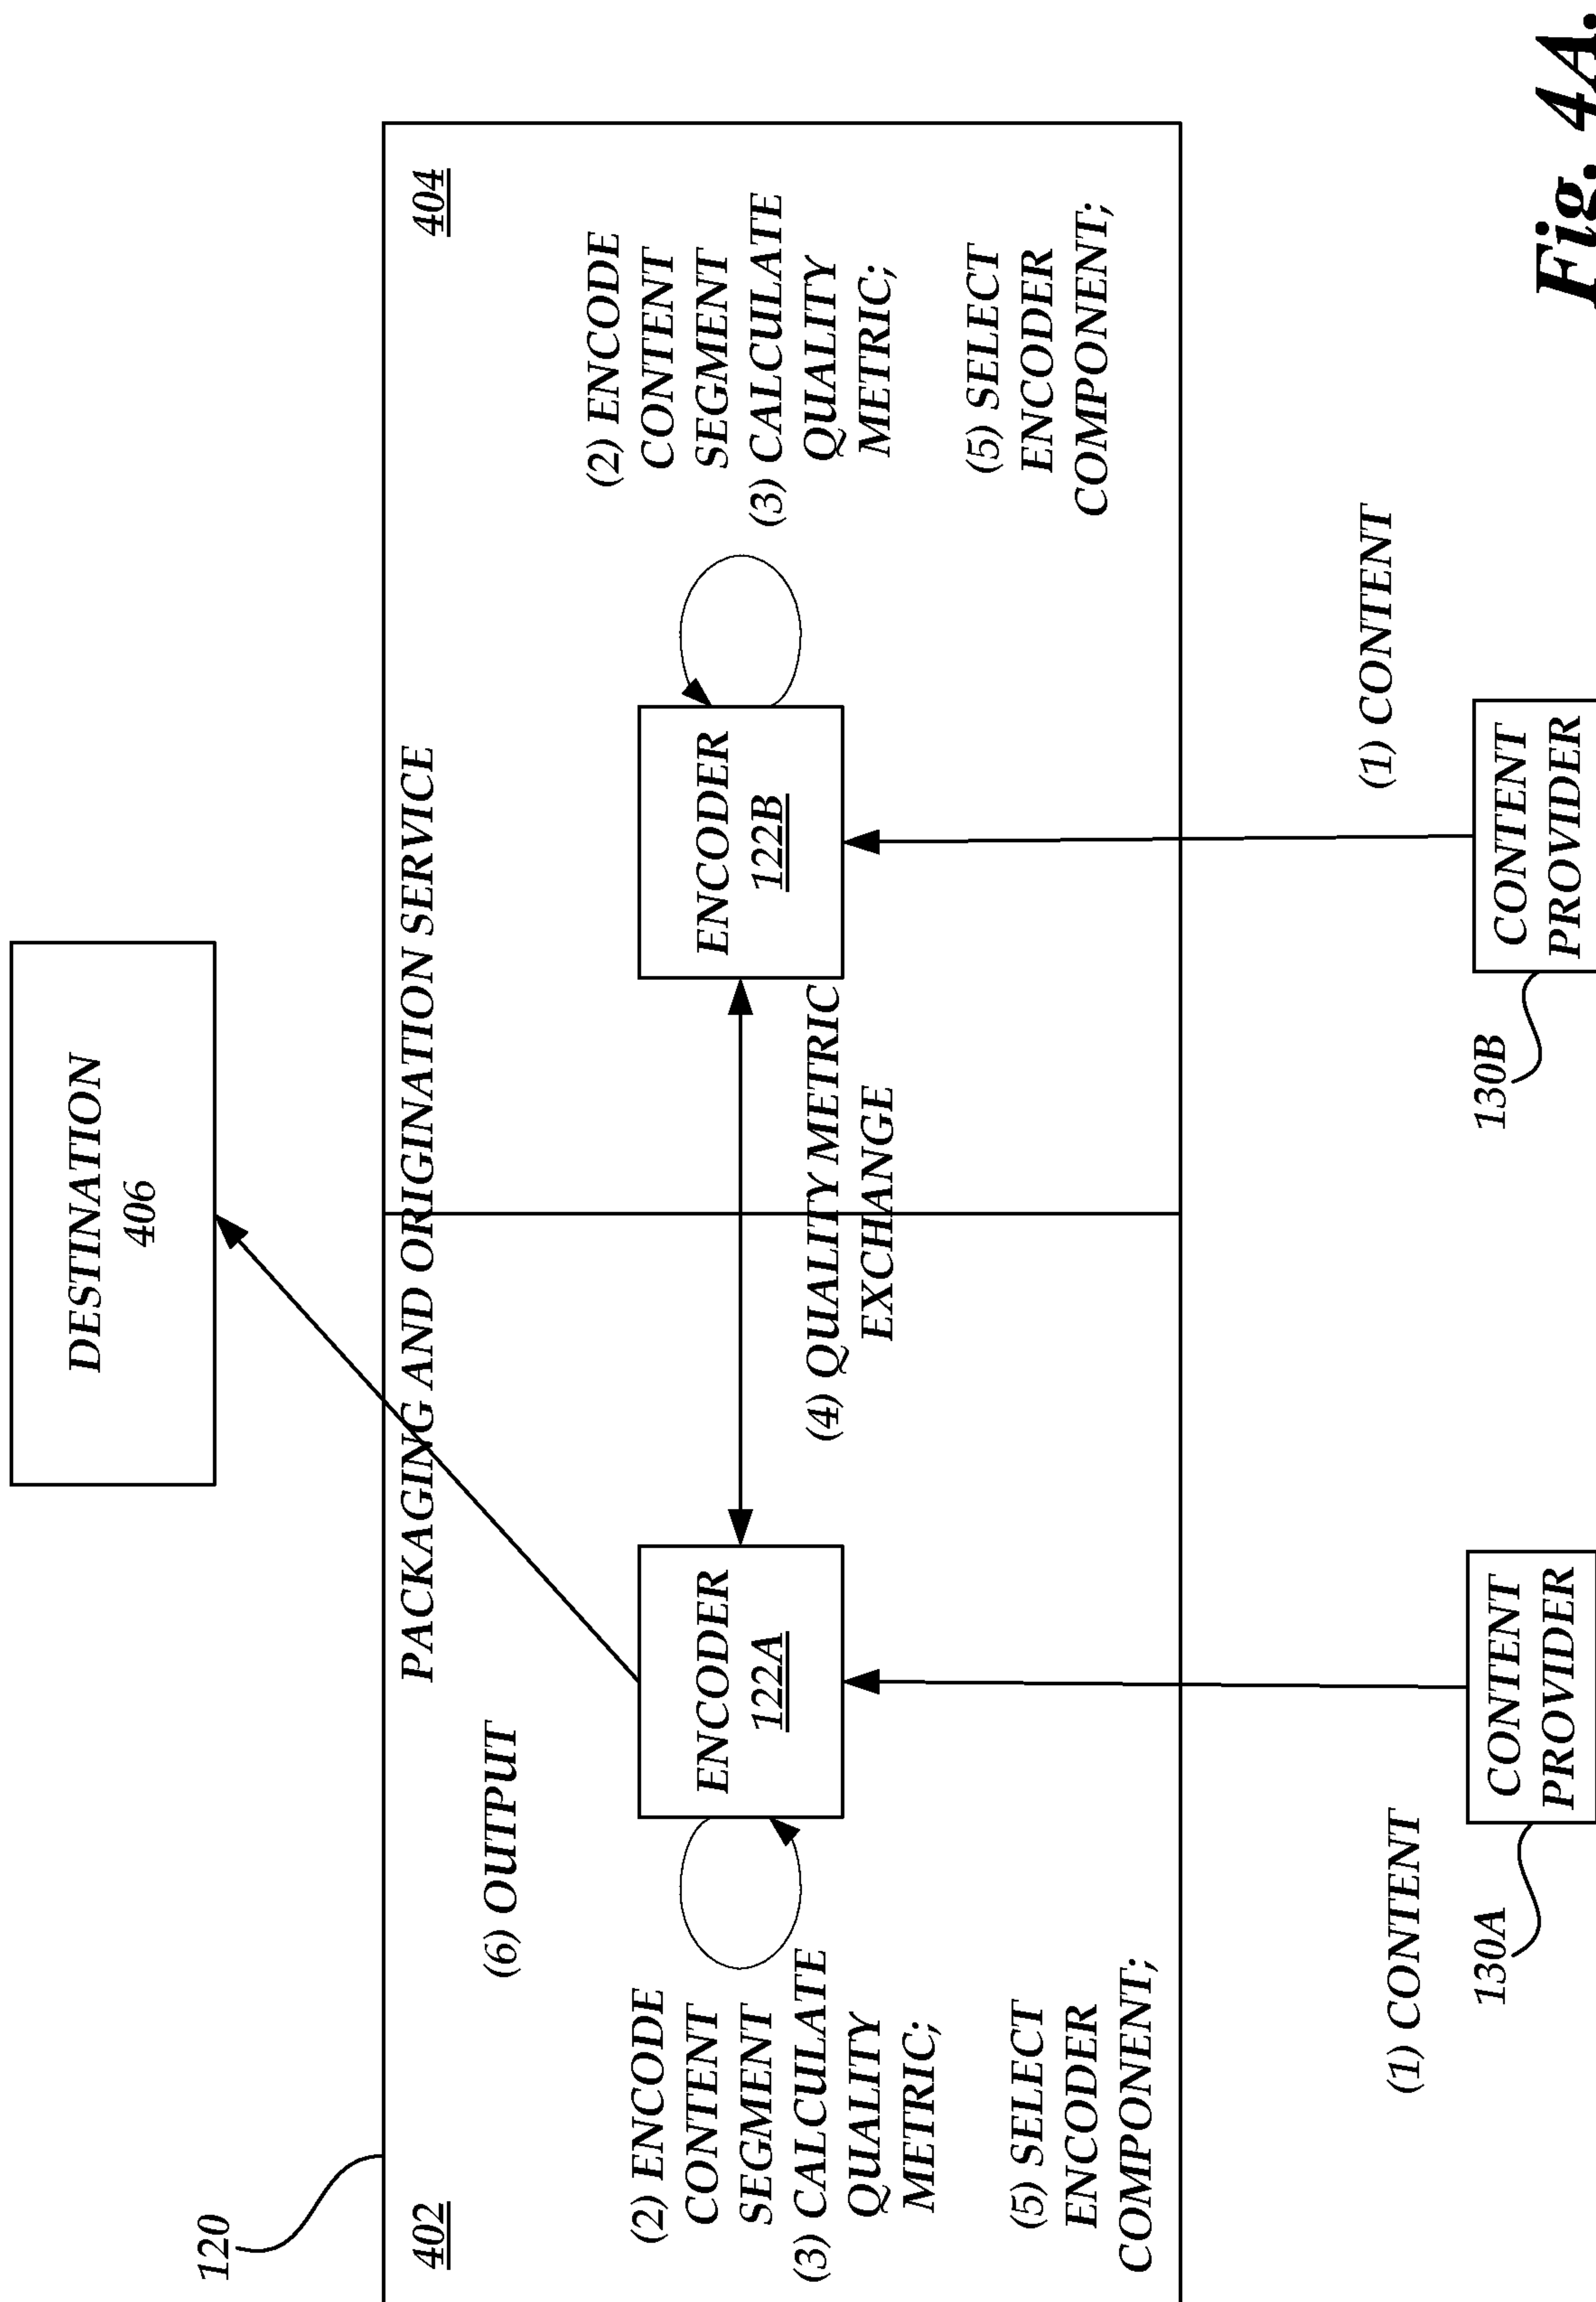 DESTINATION
406
120
402
PACKAGING AND ORIGINATION SERVICE
404
(6) OUTPUT
(2) ENCODE
CONTENT
SEGMENT
(3) CALCULATE
QUALITY
METRIC;
(5) SELECT
ENCODER
COMPONENT;
ENCODER
122A
(4) QUALITY METRIC
EXCHANGE
ENCODER
122B
(2) ENCODE
CONTENT
SEGMENT
(3) CALCULATE
QUALITY
METRIC;
(5) SELECT
ENCODER
COMPONENT;
(1) CONTENT
(1) CONTENT
130A
CONTENT
PROVIDER
130B
CONTENT
PROVIDER
Fig. 4A.